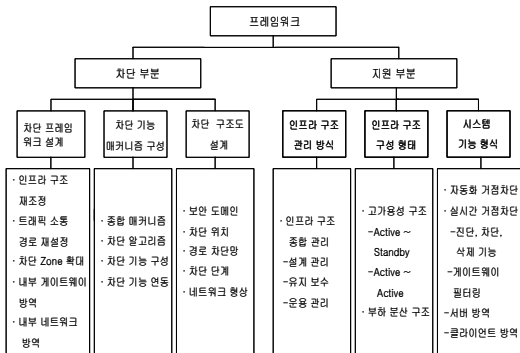 프레임워크
차단 부분
지원 부분
차단 프레임
워크 설계
차단 기능
매커니즘 구성
차단 구조도
설계
인프라 구조
관리 방식
인프라 구조
구성 형태
시스템
기능 형식
· 인프라 구조
재조정
· 트래픽 소통
경로 재설정
· 차단 Zone 확대
· 내부 게이트웨이
방역
· 내부 네트워크
방역
· 종합 매커니즘
· 차단 알고리즘
· 차단 기능 구성
· 차단 기능 연동
· 보안 도메인
· 차단 위치
· 경로 차단망
· 차단 단계
· 네트워크 형상
· 인프라 구조
종합 관리
-설계 관리
-유지 보수
-운용 관리
· 고가용성 구조
-Active ~
Standby
-Active ~
Active
· 부하 분산 구조
· 자동화 거점차단
· 실시간 거점차단
-진단, 차단,
삭제 기능
-게이트웨이
필터링
-서버 방역
-클라이언트 방역